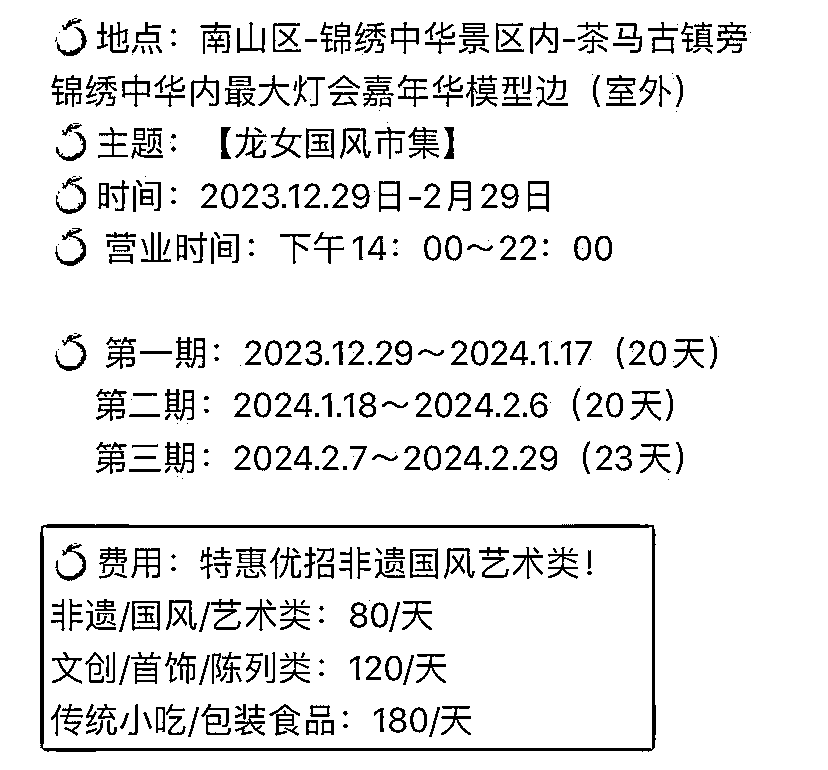 地点：南山区-锦绣中华景区内-茶马古镇旁
锦绣中华内最大灯会嘉年华模型边（室外）
主题：【龙女国风市集】
时间：2023.12.29日-2月29日
营业时间：下午14：00～22：00
第一期：2023.12.29～2024.1.17（20天）
第二期：2024.1.18～2024.2.6（20天）
第三期：2024.2.7～2024.2.29（23天）
费用：特惠优招非遗国风艺术类！
非遗/国风/艺术类：80/天
文创/首饰/陈列类：120/天
传统小吃/包装食品：180/天